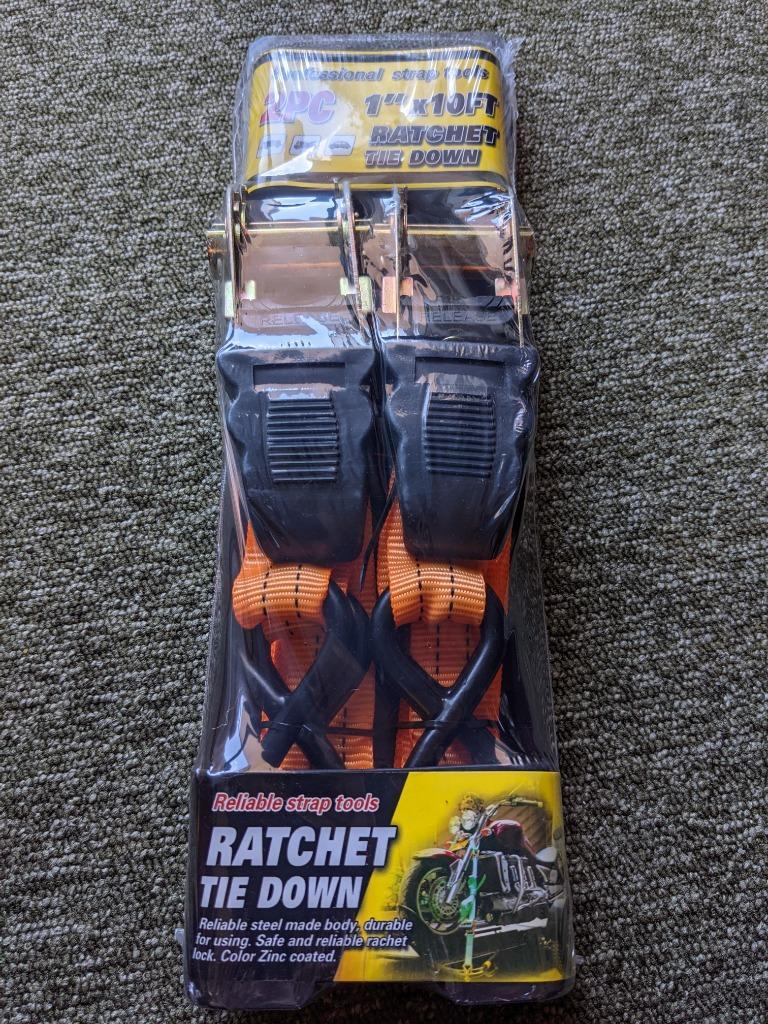 Professional strap tools
2PC 1"x10FT
RATCHET
TIE DOWN
RELEASE RELEASE
Reliable strap tools
RATCHET
TIE DOWN
Reliable steel made body, durable
for using. Safe and reliable rachet
lock. Color Zinc coated.